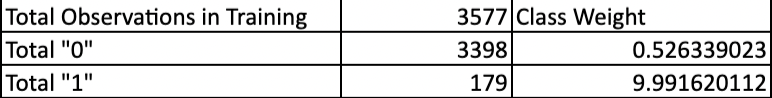 Total Observations in Training 3577 Class Weight
Total "0" 3398 0.526339023
Total "1" 179 9.991620112